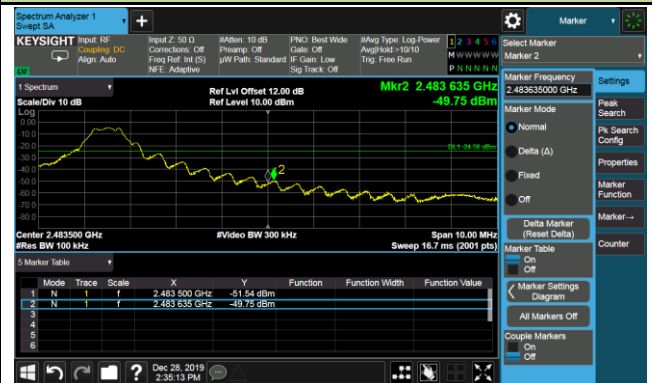 Spectrum Analyzer 1
Swept SA
+
Marker
KEYSIGHT
Input: RF
Coupling: DC
Align: Auto
Input Z: 50 Ω
Corrections: Off
Freq Ref: Int (S)
NFE: Adaptive
#Atten: 10 dB
Preamp: Off
µW Path: Standard
PNO: Best Wide
Gate: Off
IF Gain: Low
Sig Track: Off
#Avg Type: Log-Power
Avg|Hold:>10/10
Trig: Free Run
1 2 3 4 5 6
M W W W W W
P N N N N N
LXI
1 Spectrum
Scale/Div 10 dB
Log
Ref Lvl Offset 12.00 dB
Ref Level 10.00 dBm
Mkr2 2.483 635 GHz
-49.75 dBm
0.00
-10.0
-20.0
-30.0
-40.0
-50.0
-60.0
-70.0
-80.0
DL1 -24.58 dBm
2
Center 2.483500 GHz
#Res BW 100 kHz
#Video BW 300 kHz
Span 10.00 MHz
Sweep 16.7 ms (2001 pts)
5 Marker Table
Mode Trace Scale X Y Function Function Width Function Value
1 N 1 f 2.483 500 GHz -51.54 dBm
2 N 1 f 2.483 635 GHz -49.75 dBm
3
4
5
6
?
Dec 28, 2019
2:35:13 PM
Select Marker
Marker 2
Marker Frequency
2.483635000 GHz
Marker Mode
Normal
Delta (Δ)
Fixed
Off
Delta Marker
(Reset Delta)
Marker Table
On
Off
Marker Settings
Diagram
All Markers Off
Couple Markers
On
Off
Settings
Peak
Search
Pk Search
Config
Properties
Marker
Function
Marker→
Counter